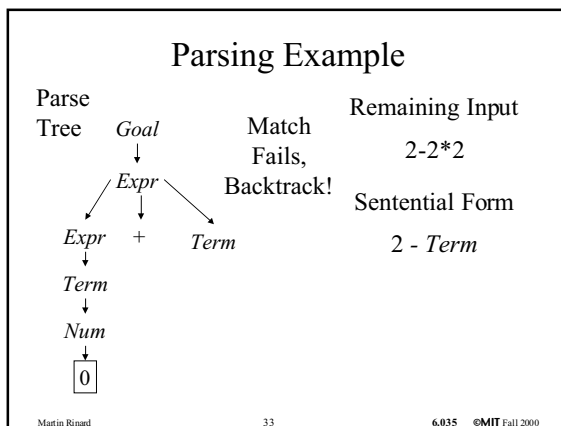 Parsing Example
Parse
Tree
Goal
Expr
Expr + Term
Term
Num
0
Match
Fails,
Backtrack!
Remaining Input
2-2*2
Sentential Form
2 - Term
Martin Rinard 33 6.035 ©MIT Fall 2000